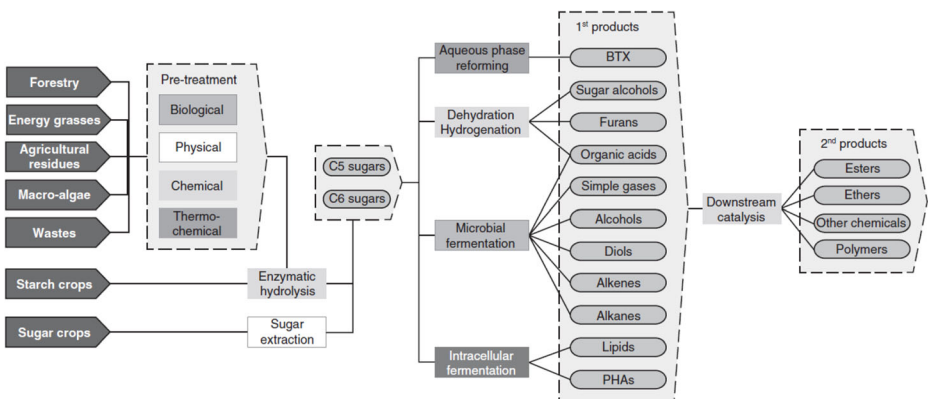 Forestry
Energy grasses
Agricultural
residues
Macro-algae
Wastes
Starch crops
Sugar crops
Pre-treatment
Biological
Physical
Chemical
Thermo-
chemical
Enzymatic
hydrolysis
Sugar
extraction
C5 sugars
C6 sugars
Aqueous phase
reforming
Dehydration
Hydrogenation
Microbial
fermentation
Intracellular
fermentation
1st products
BTX
Sugar alcohols
Furans
Organic acids
Simple gases
Alcohols
Diols
Alkenes
Alkanes
Lipids
PHAs
Downstream
catalysis
2nd products
Esters
Ethers
Other chemicals
Polymers